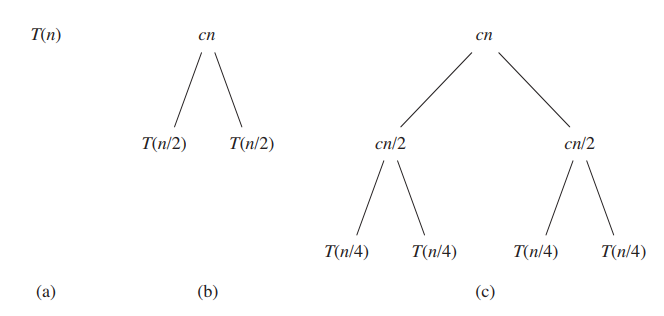 T(n) cn cn
T(n/2) T(n/2) cn/2 cn/2
T(n/4) T(n/4) T(n/4) T(n/4)
(a) (b) (c)